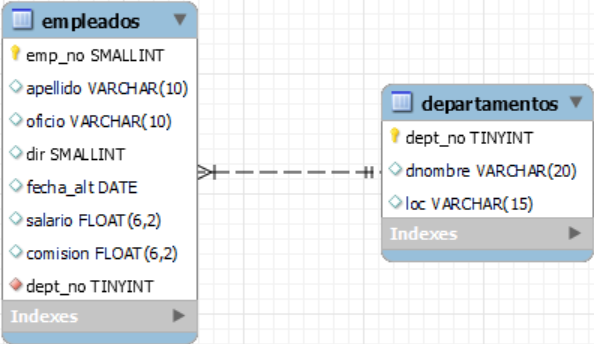 empleados
emp_no SMALLINT
apellido VARCHAR(10)
oficio VARCHAR(10)
dir SMALLINT
fecha_alt DATE
salario FLOAT(6,2)
comision FLOAT(6,2)
dept_no TINYINT
Indexes
departamentos
dept_no TINYINT
dnombre VARCHAR(20)
loc VARCHAR(15)
Indexes